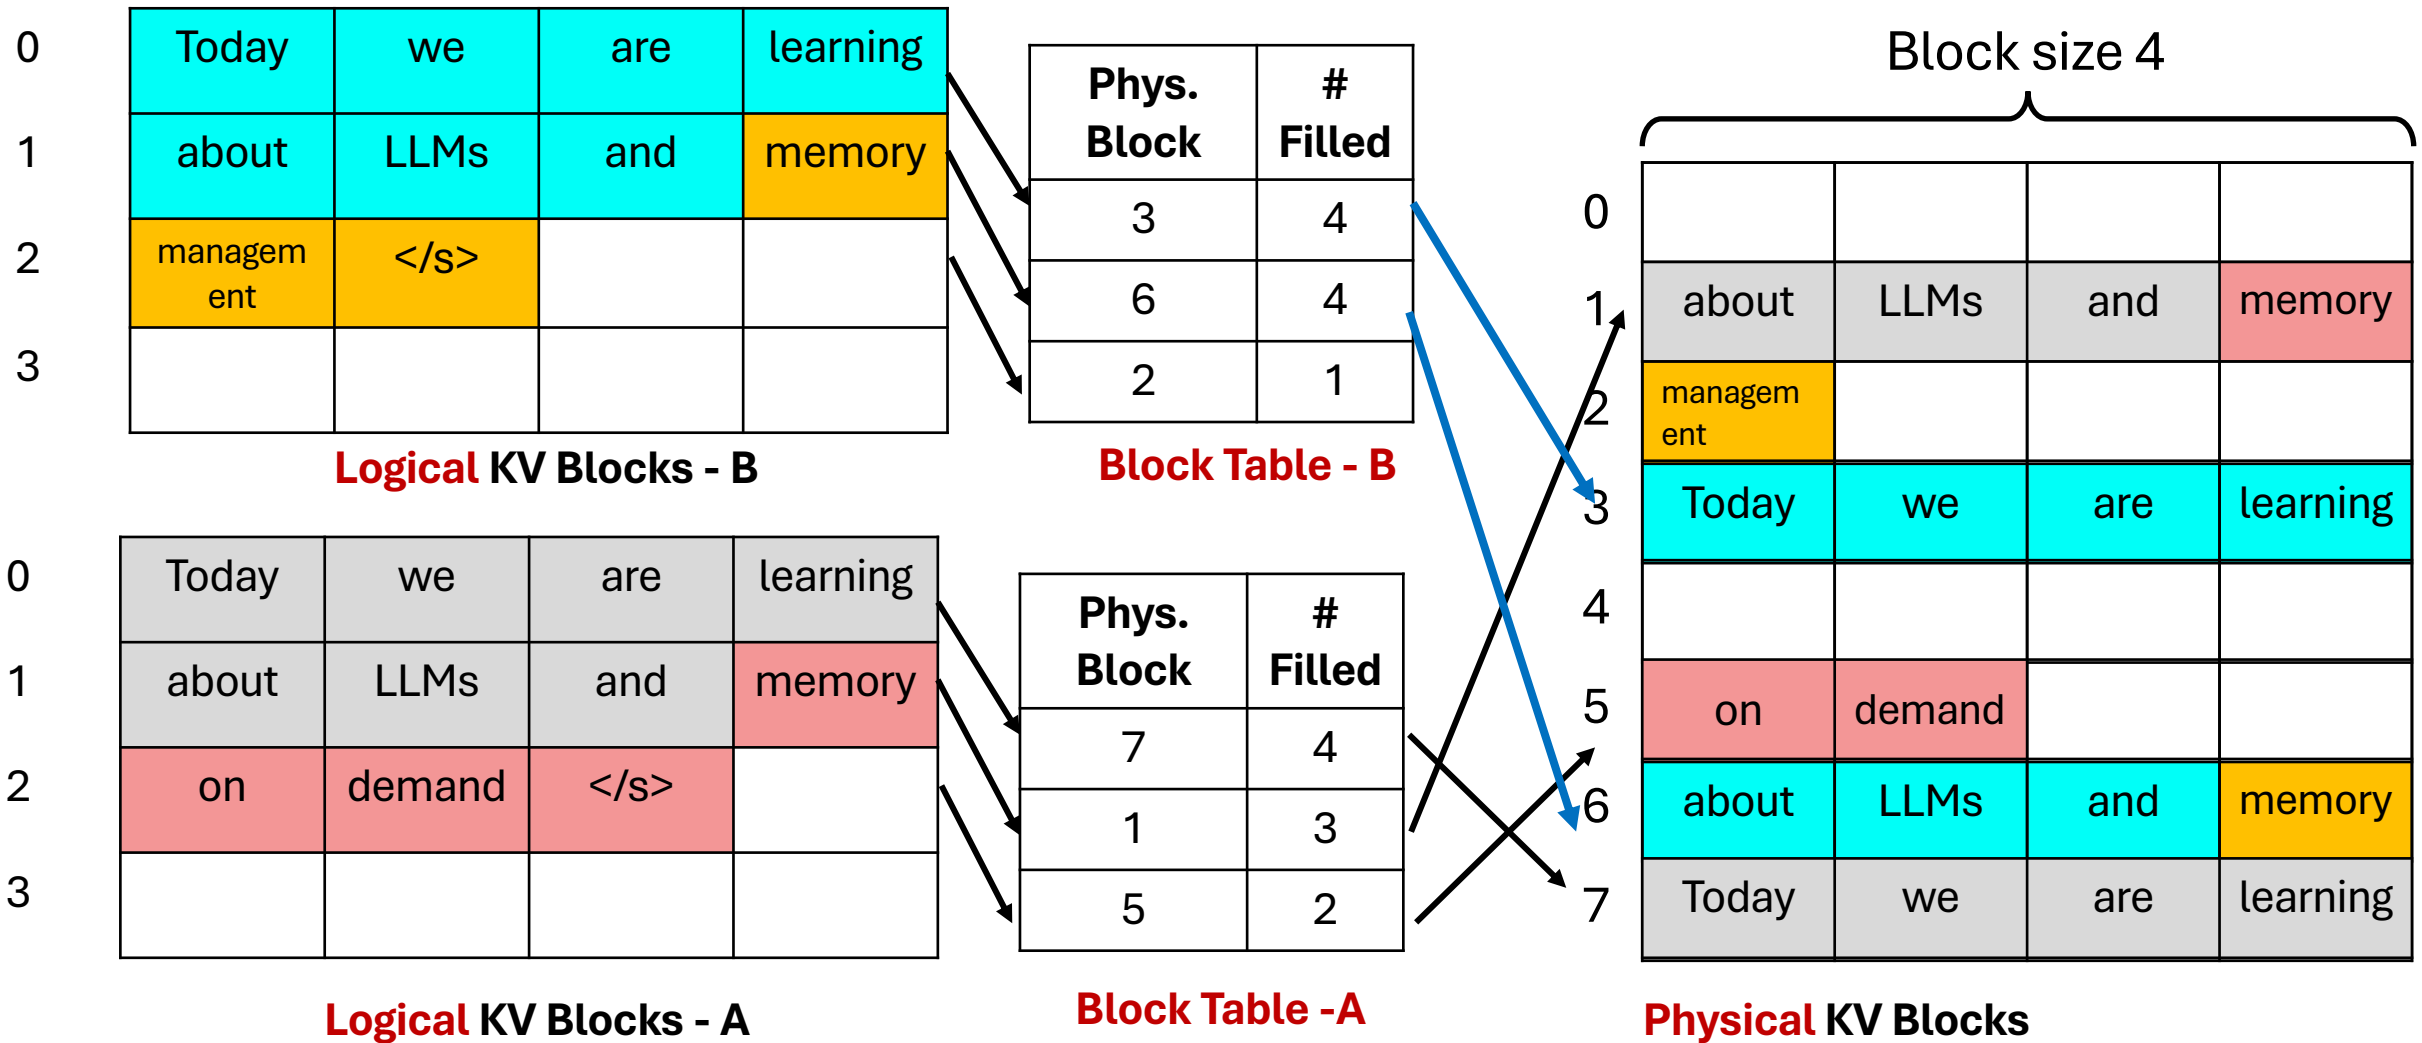 0 Today we are learning
1 about LLMs and memory
2 managem
ent </s>
3
Logical KV Blocks - B
Phys. #
Block Filled
3 4
6 4
2 1
Block Table - B
0 Today we are learning
1 about LLMs and memory
2 on demand </s>
3
Logical KV Blocks - A
Phys. #
Block Filled
7 4
1 3
5 2
Block Table -A
Block size 4
0
1 about LLMs and memory
2 managem
ent
3 Today we are learning
4
5 on demand
6 about LLMs and memory
7 Today we are learning
Physical KV Blocks